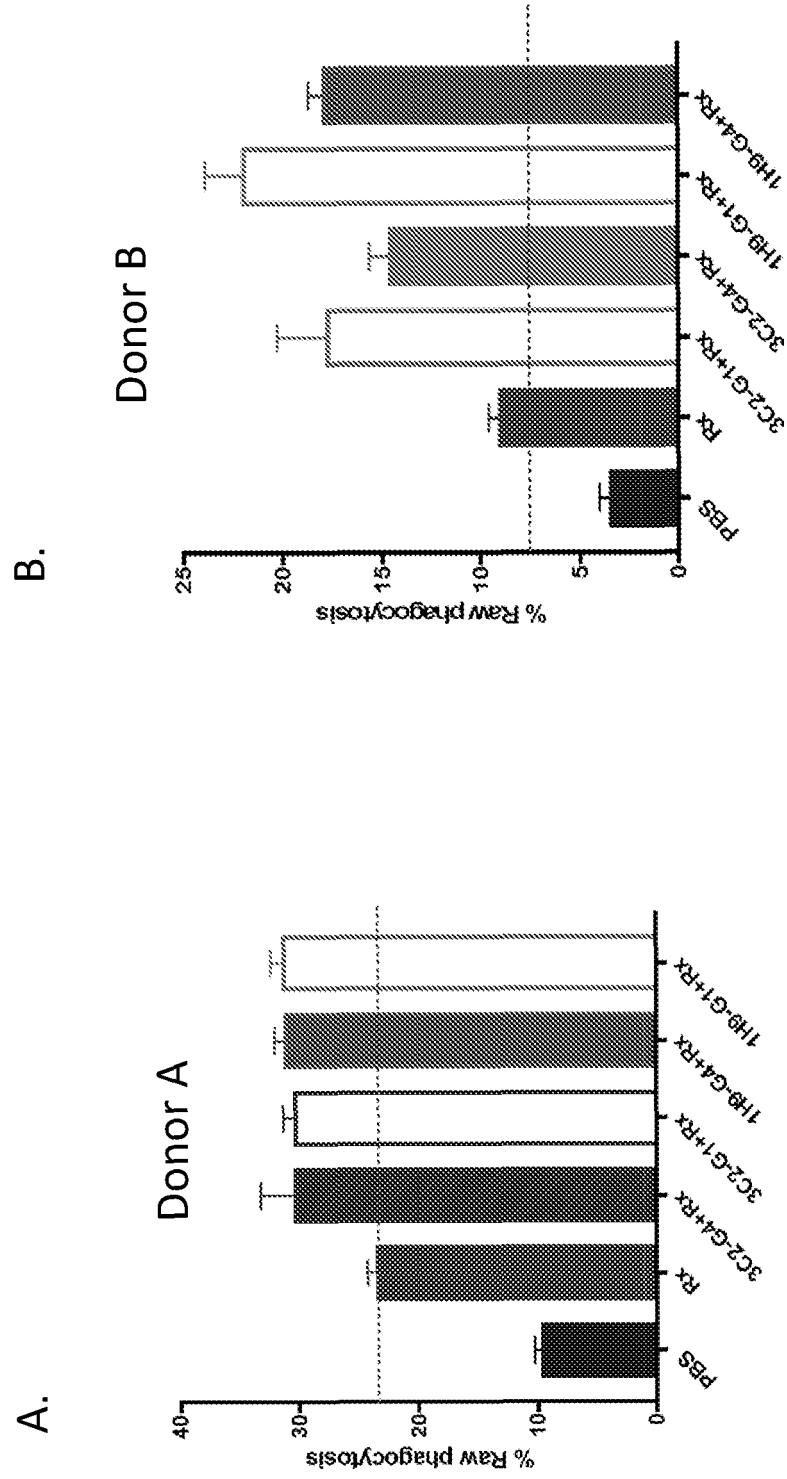 A.
Donor A
% Raw phagocytosis
40
30
20
10
0
PBS
Rx
3C2-G4+Rx
3C2-G1+Rx
1H9-G4+Rx
1H9-G1+Rx
B.
Donor B
% Raw phagocytosis
25
20
15
10
5
0
PBS
Rx
3C2-G1+Rx
3C2-G4+Rx
1H9-G1+Rx
1H9-G4+Rx